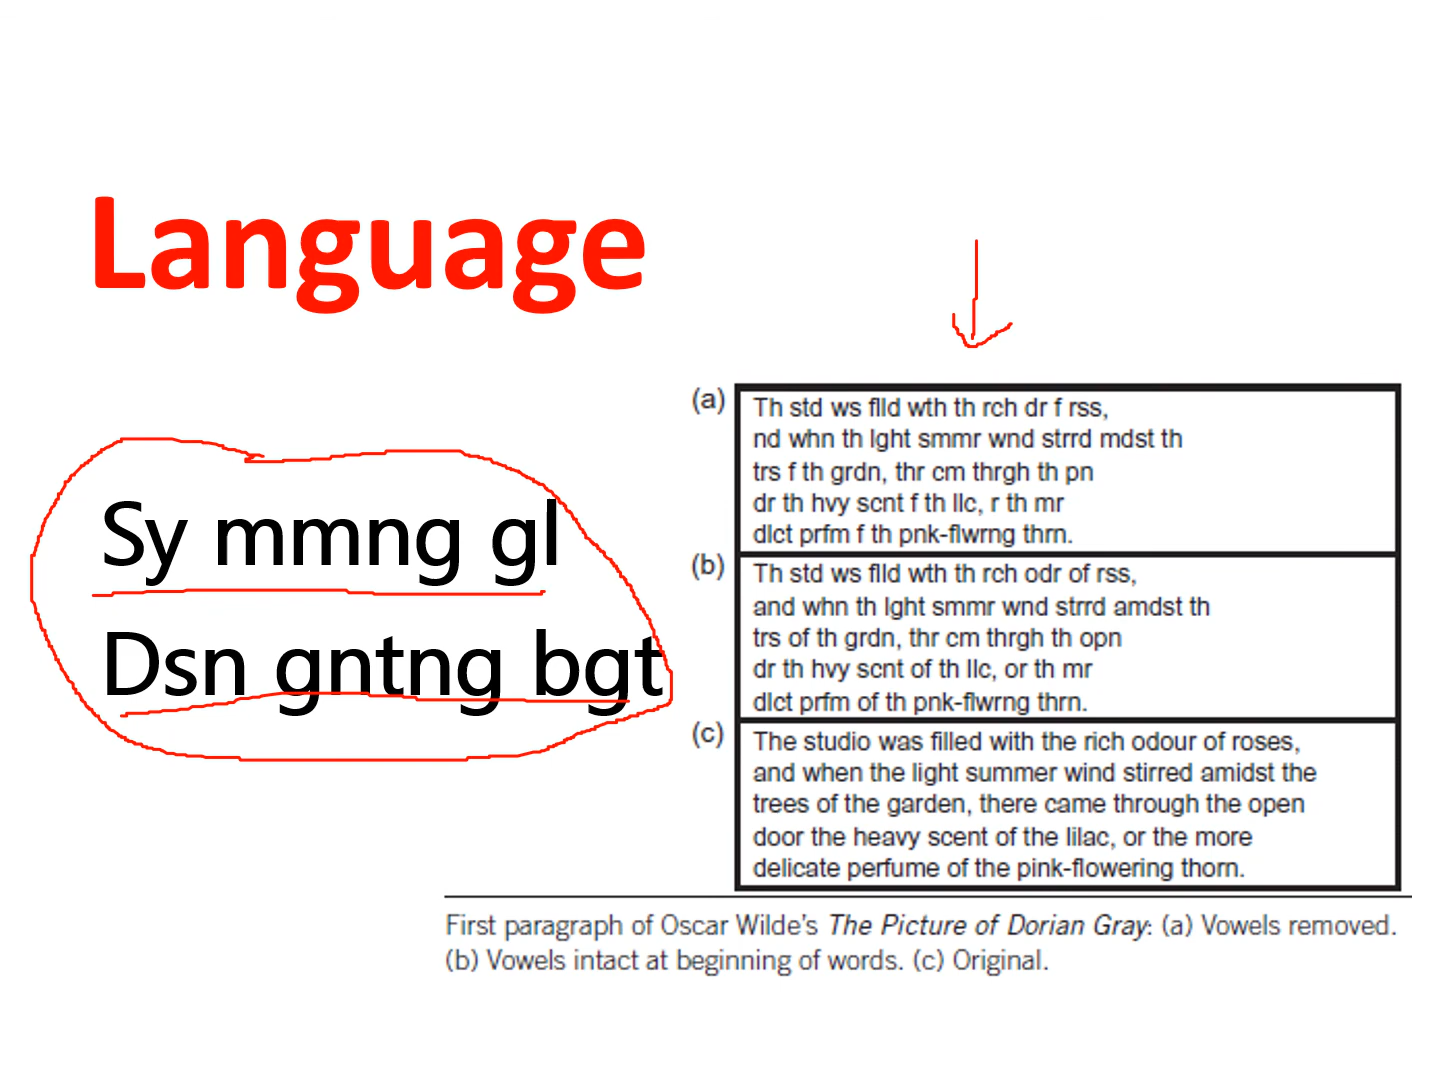 Language
Sy mmng gl
Dsn gntng bgt
(a)
Th std ws flld wth th rch dr f rss,
nd whn th lght smmr wnd strrd mdst th
trs f th grdn, thr cm thrgh th pn
dr th hvy scnt f th llc, r th mr
dlct prfm f th pnk-flwrng thrn.
(b)
Th std ws flld wth th rch odr of rss,
and whn th lght smmr wnd strrd amdst th
trs of th grdn, thr cm thrgh th opn
dr th hvy scnt of th llc, or th mr
dlct prfm of th pnk-flwrng thrn.
(c)
The studio was filled with the rich odour of roses,
and when the light summer wind stirred amidst the
trees of the garden, there came through the open
door the heavy scent of the lilac, or the more
delicate perfume of the pink-flowering thorn.
First paragraph of Oscar Wilde's The Picture of Dorian Gray: (a) Vowels removed.
(b) Vowels intact at beginning of words. (c) Original.